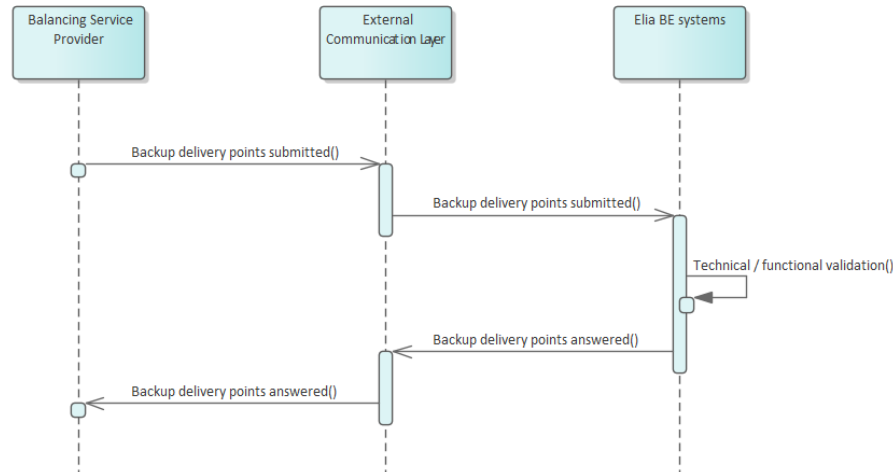 Balancing Service
Provider
External
Communication Layer
Elia BE systems
Backup delivery points submitted()
Backup delivery points submitted()
Technical / functional validation()
Backup delivery points answered()
Backup delivery points answered()